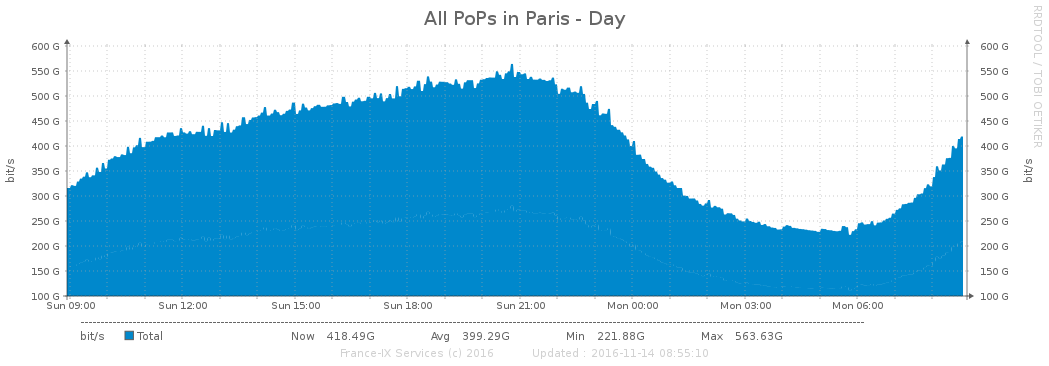 All PoPs in Paris - Day
RRDTOOL / TOBI OETIKER
600 G 600 G
550 G 550 G
500 G 500 G
450 G 450 G
400 G 400 G
350 G 350 G
300 G 300 G
250 G 250 G
200 G 200 G
150 G 150 G
100 G 100 G
bit/s bit/s
Sun 09:00 Sun 12:00 Sun 15:00 Sun 18:00 Sun 21:00 Mon 00:00 Mon 03:00 Mon 06:00
bit/s Total Now 418.49G Avg 399.29G Min 221.88G Max 563.63G
France-IX Services (c) 2016 Updated : 2016-11-14 08:55:10